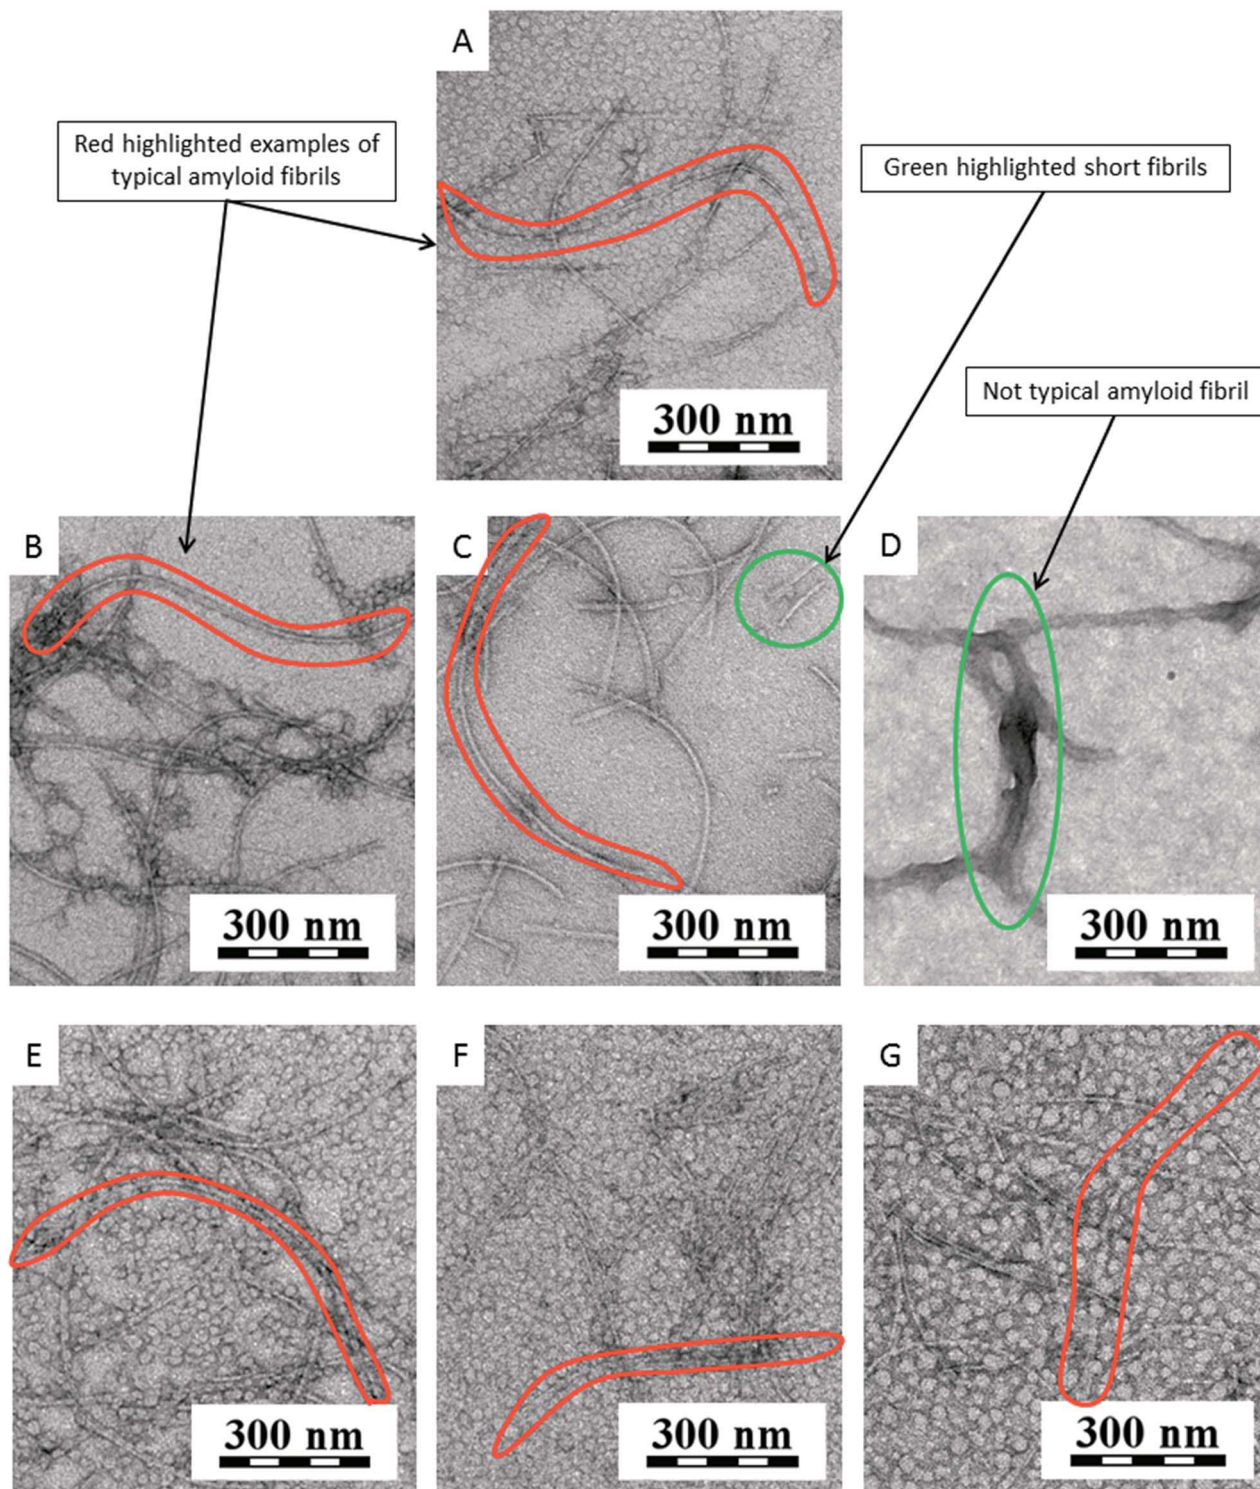 A
Red highlighted examples of
typical amyloid fibrils
Green highlighted short fibrils
Not typical amyloid fibril
300 nm
B
C
D
300 nm
300 nm
300 nm
E
F
G
300 nm
300 nm
300 nm